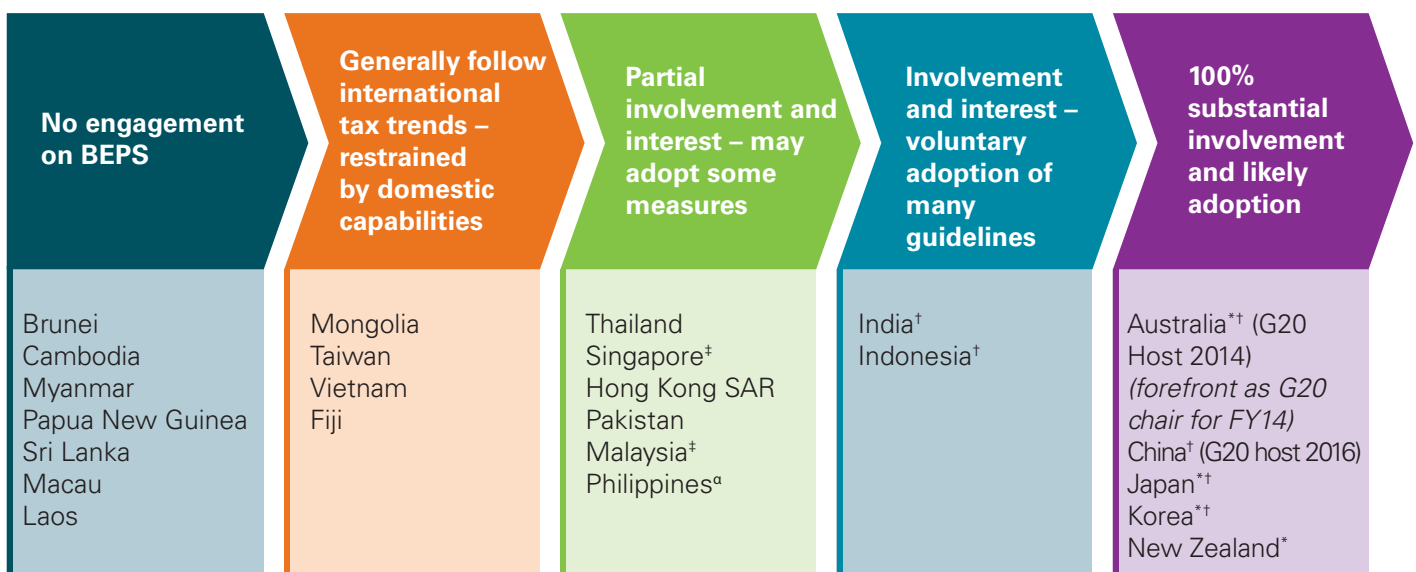 No engagement
on BEPS
Generally follow
international
tax trends –
restrained
by domestic
capabilities
Partial
involvement and
interest – may
adopt some
measures
Involvement
and interest –
voluntary
adoption of
many
guidelines
100%
substantial
involvement
and likely
adoption
Brunei
Cambodia
Myanmar
Papua New Guinea
Sri Lanka
Macau
Laos
Mongolia
Taiwan
Vietnam
Fiji
Thailand
Singapore‡
Hong Kong SAR
Pakistan
Malaysia‡
Philippinesα
India†
Indonesia†
Australia*† (G20
Host 2014)
(forefront as G20
chair for FY14)
China† (G20 host 2016)
Japan*†
Korea*†
New Zealand*